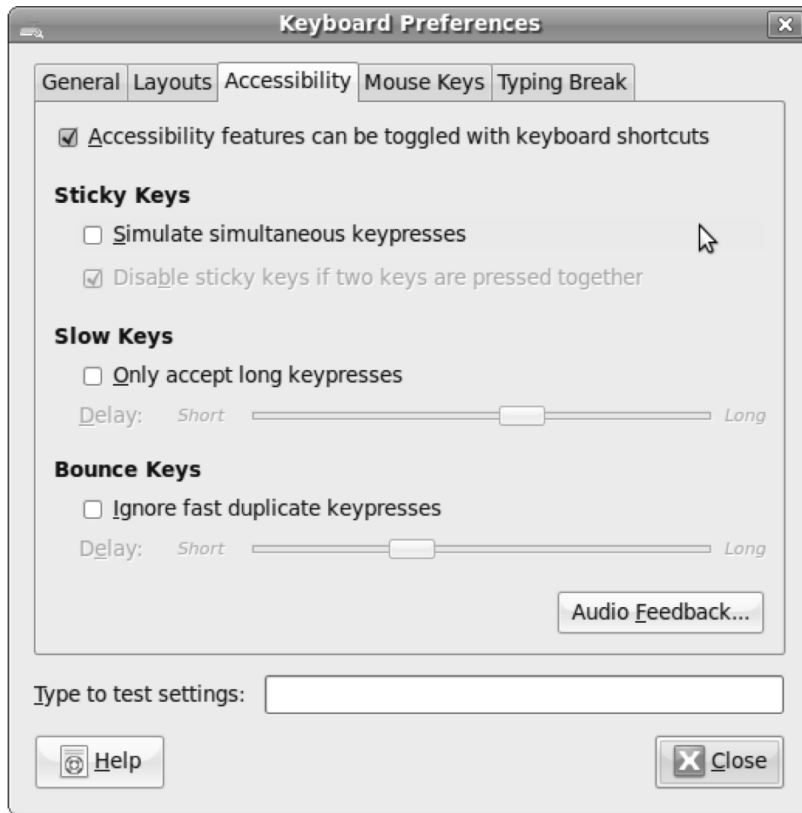 Keyboard Preferences
General Layouts Accessibility Mouse Keys Typing Break
Accessibility features can be toggled with keyboard shortcuts
Sticky Keys
Simulate simultaneous keypresses
Disable sticky keys if two keys are pressed together
Slow Keys
Only accept long keypresses
Delay: Short Long
Bounce Keys
Ignore fast duplicate keypresses
Delay: Short Long
Audio Feedback...
Type to test settings:
Help Close